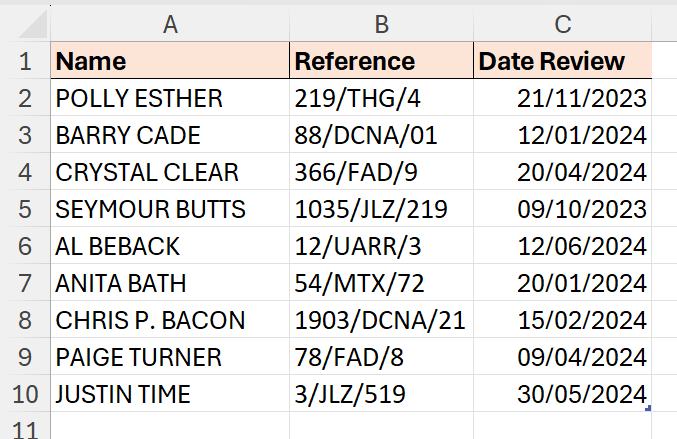 A B C
1 Name Reference Date Review
2 POLLY ESTHER 219/THG/4 21/11/2023
3 BARRY CADE 88/DCNA/01 12/01/2024
4 CRYSTAL CLEAR 366/FAD/9 20/04/2024
5 SEYMOUR BUTTS 1035/JLZ/219 09/10/2023
6 AL BEBACK 12/UARR/3 12/06/2024
7 ANITA BATH 54/MTX/72 20/01/2024
8 CHRIS P. BACON 1903/DCNA/21 15/02/2024
9 PAIGE TURNER 78/FAD/8 09/04/2024
10 JUSTIN TIME 3/JLZ/519 30/05/2024
11